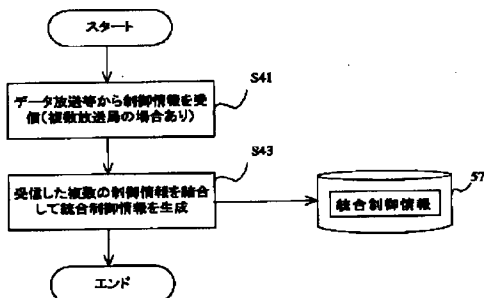 スタート
S41
データ放送等から制御情報を受
信(複数放送局の場合あり)
S43
受信した複数の制御情報を結合
して統合制御情報を生成
57
統合制御情報
エンド